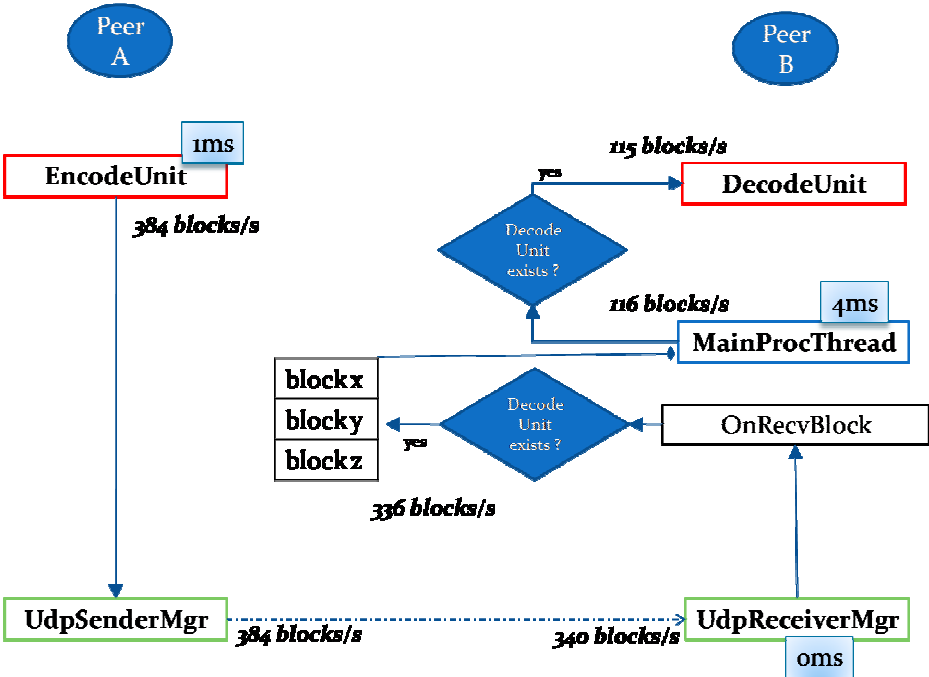 Peer
A
Peer
B
1ms
EncodeUnit
384 blocks/s
115 blocks/s
yes
DecodeUnit
Decode
Unit
exists ?
116 blocks/s
4ms
MainProcThread
blockx
blocky
blockz
Decode
Unit
exists ?
yes
OnRecvBlock
336 blocks/s
UdpSenderMgr
384 blocks/s
340 blocks/s
UdpReceiverMgr
0ms